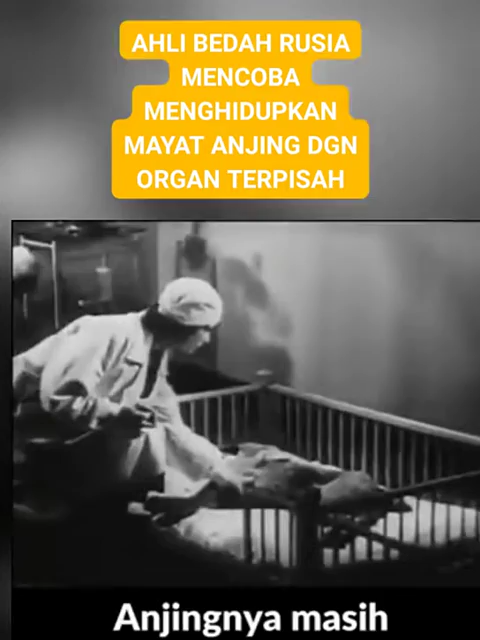 AHLI BEDAH RUSIA
MENCOBA
MENGHIDUPKAN
MAYAT ANJING DGN
ORGAN TERPISAH
Anjingnya masih